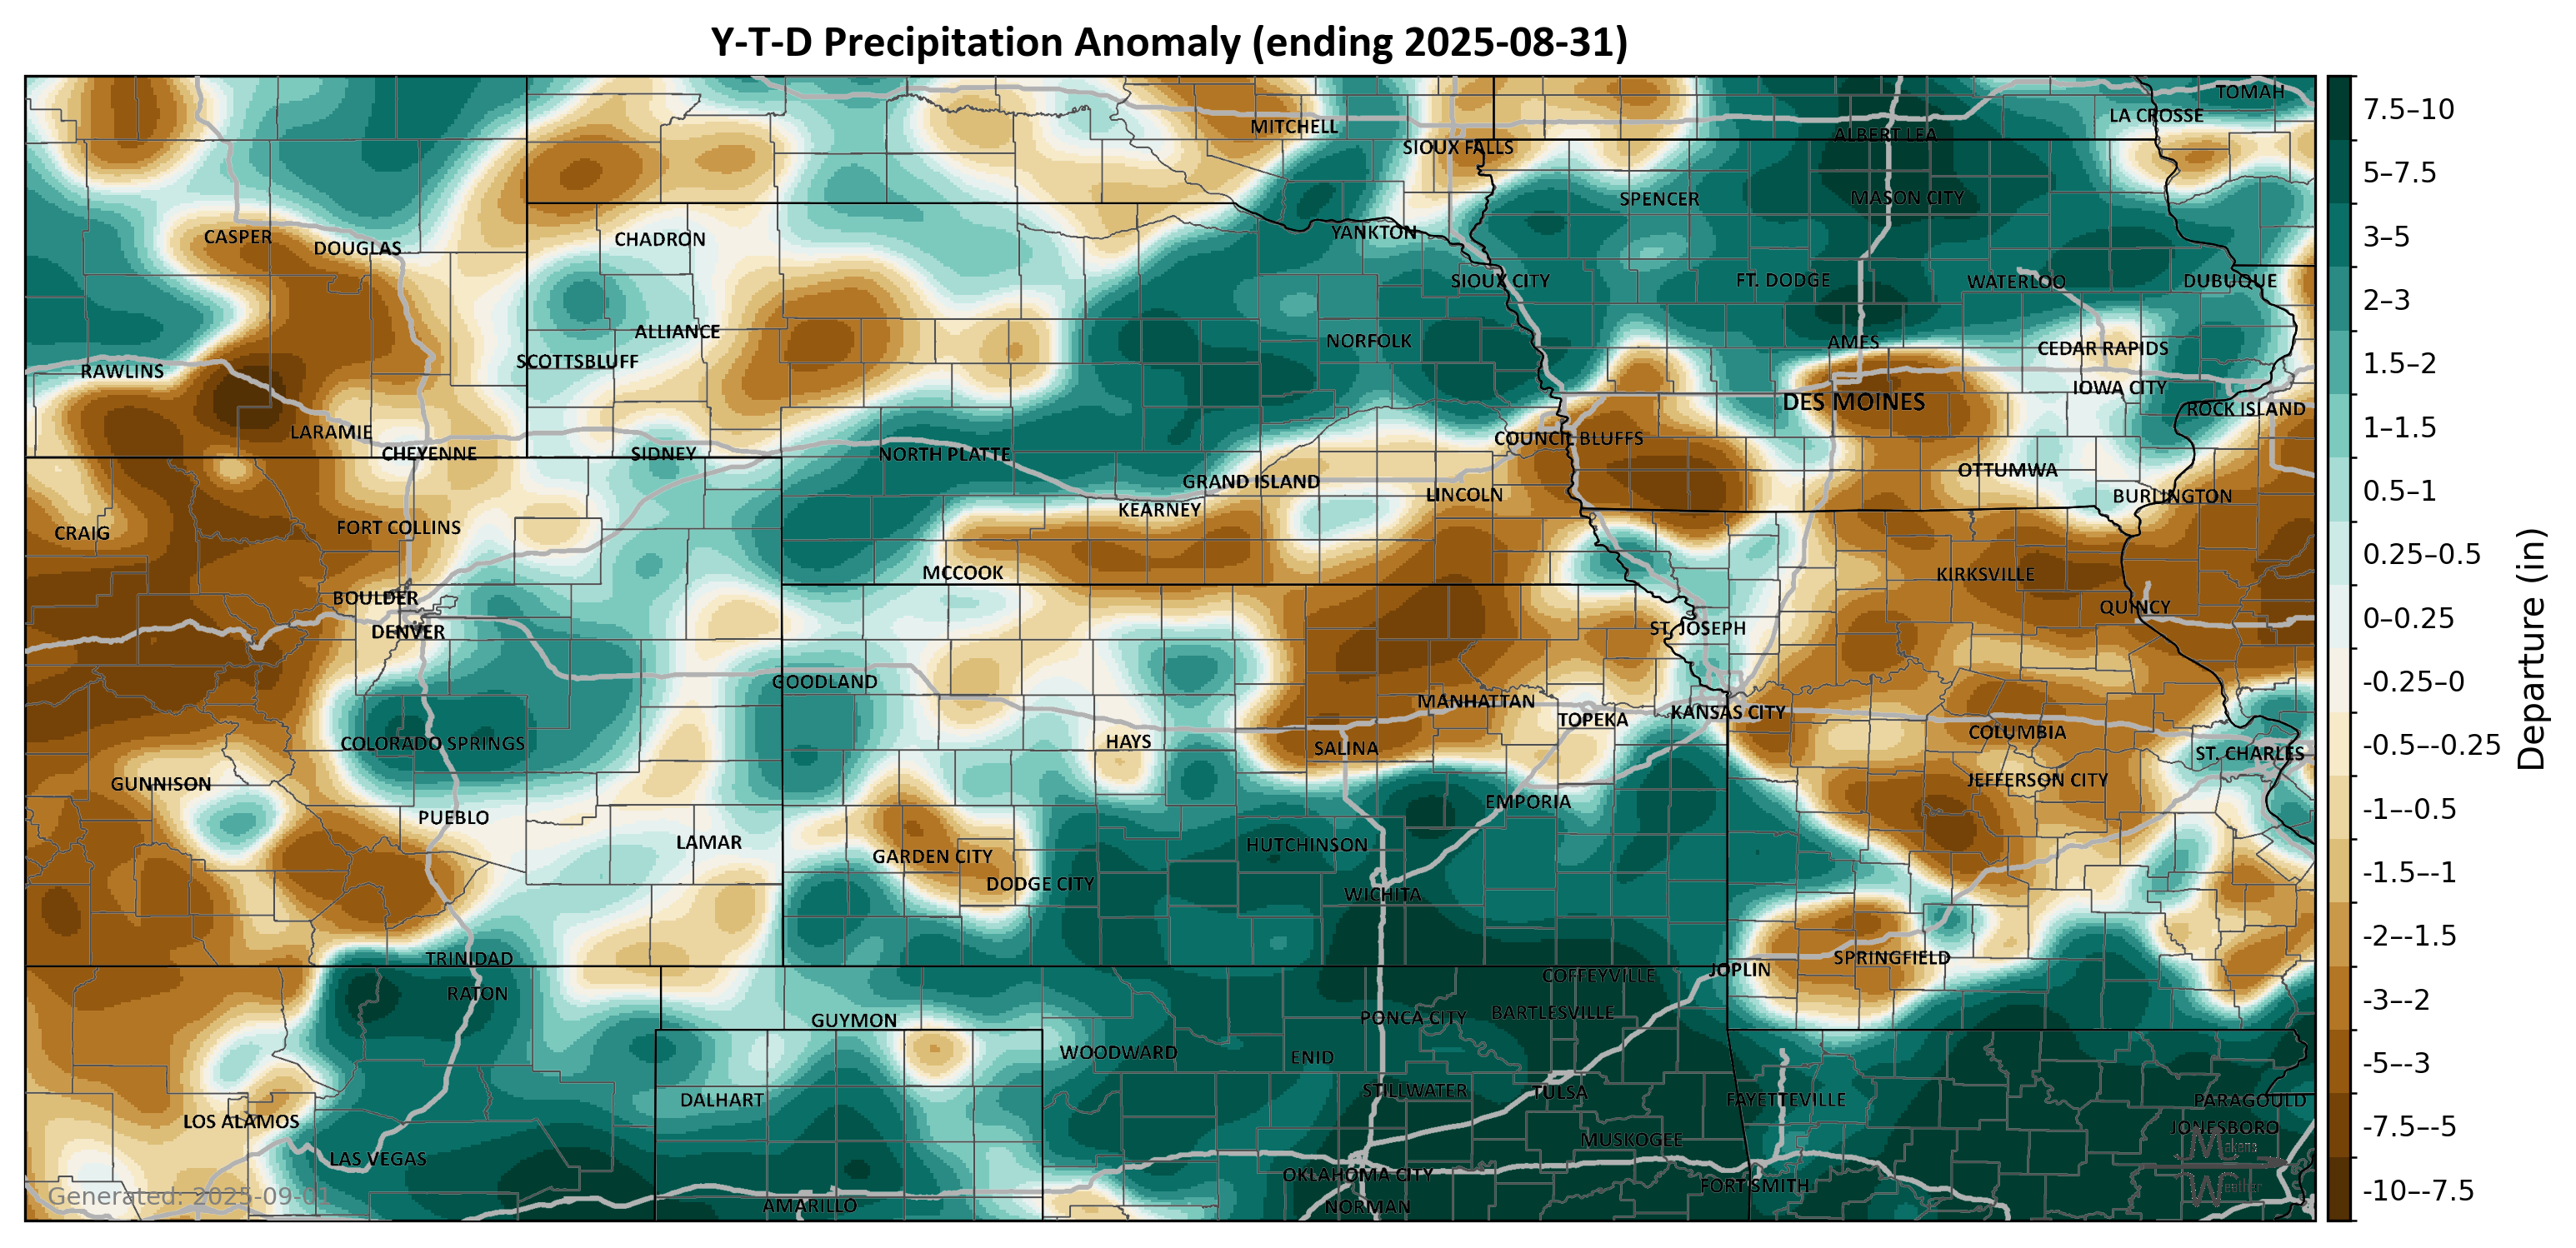 Y-T-D Precipitation Anomaly (ending 2025-08-31)
TOMAH
LA CROSSE
MITCHELL
ALBERT LEA
SIOUX FALLS
SPENCER
MASON CITY
YANKTON
CASPER
CHADRON
DOUGLAS
SIOUX CITY
FT. DODGE
WATERLOO
DUBUQUE
ALLIANCE
NORFOLK
AMES
CEDAR RAPIDS
SCOTTSBLUFF
RAWLINS
IOWA CITY
DES MOINES
ROCK ISLAND
LARAMIE
COUNCIL BLUFFS
CHEYENNE
SIDNEY
NORTH PLATTE
OTTUMWA
GRAND ISLAND
LINCOLN
BURLINGTON
KEARNEY
CRAIG
FORT COLLINS
MCCOOK
KIRKSVILLE
BOULDER
QUINCY
DENVER
ST. JOSEPH
GOODLAND
MANHATTAN
TOPEKA
KANSAS CITY
COLUMBIA
COLORADO SPRINGS
HAYS
SALINA
ST. CHARLES
GUNNISON
JEFFERSON CITY
EMPORIA
PUEBLO
LAMAR
HUTCHINSON
GARDEN CITY
DODGE CITY
WICHITA
TRINIDAD
SPRINGFIELD
JOPLIN
COFFEYVILLE
RATON
BARTLESVILLE
PONCA CITY
GUYMON
WOODWARD
ENID
STILLWATER
TULSA
DALHART
FAYETTEVILLE
PARAGOULD
LOS ALAMOS
JONESBORO
MUSKOGEE
Makens
LAS VEGAS
OKLAHOMA CITY
FORT SMITH
Weather
Generated: 2025-09-01
AMARILLO
NORMAN
7.5–10
5–7.5
3–5
2–3
1.5–2
1–1.5
0.5–1
0.25–0.5
0–0.25
-0.25–0
-0.5–-0.25
-1–-0.5
-1.5–-1
-2–-1.5
-3–-2
-5–-3
-7.5–-5
-10–-7.5
Departure (in)